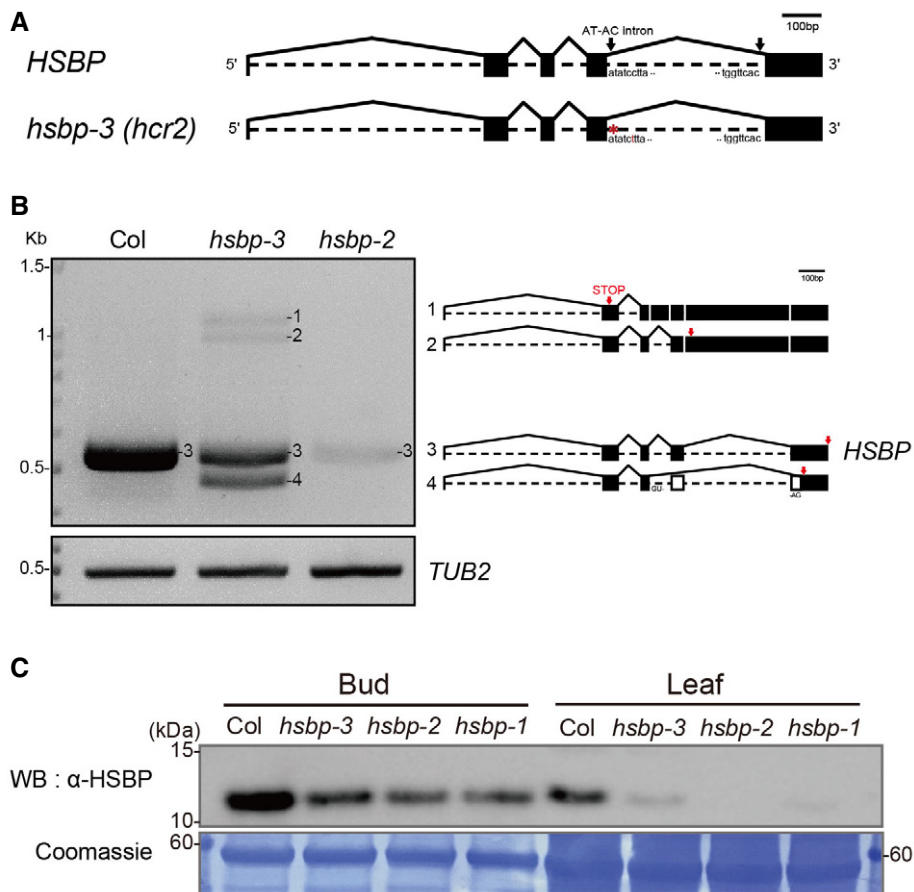 A
100bp
AT-AC Intron
HSBP 5' 3'
atatccttta ·· ·· tggttcac
hsbp-3 (hcr2) 5' * 3'
atatcttta ·· ·· tggttcac
B
Kb Col hsbp-3 hsbp-2
1.5-
1-
0.5-
-1
-2
-3 -3 -3
-4
0.5-
TUB2
100bp
STOP
1
2
3 HSBP
4
GU-
-AG
C
Bud Leaf
(kDa) Col hsbp-3 hsbp-2 hsbp-1 Col hsbp-3 hsbp-2 hsbp-1
15-
WB : α-HSBP
10-
60-
Coomassie
-60